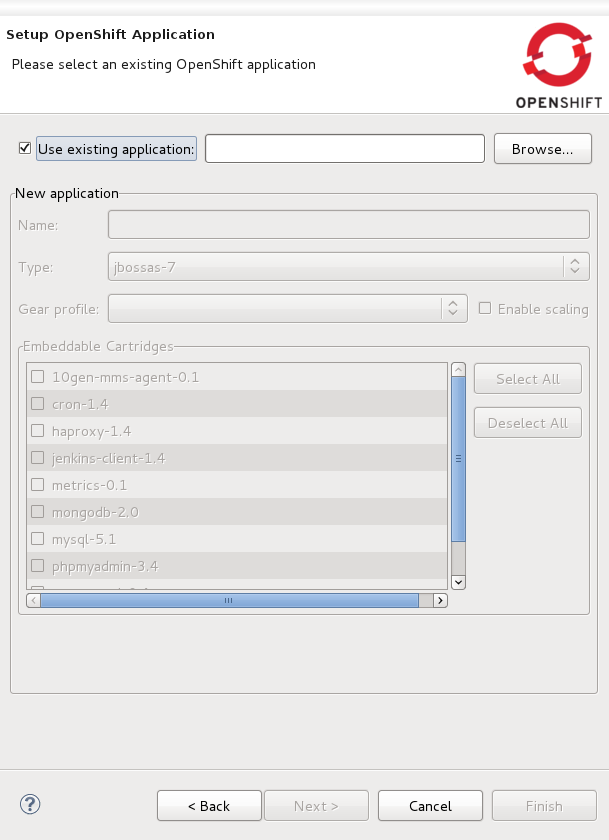 Setup OpenShift Application
Please select an existing OpenShift application
OPENSHIFT
Use existing application:
Browse...
New application
Name:
Type:
jbossas-7
Gear profile:
Enable scaling
Embeddable Cartridges
10gen-mms-agent-0.1
Select All
cron-1.4
Deselect All
haproxy-1.4
jenkins-client-1.4
metrics-0.1
mongodb-2.0
mysql-5.1
phpmyadmin-3.4
?
< Back
Next >
Cancel
Finish